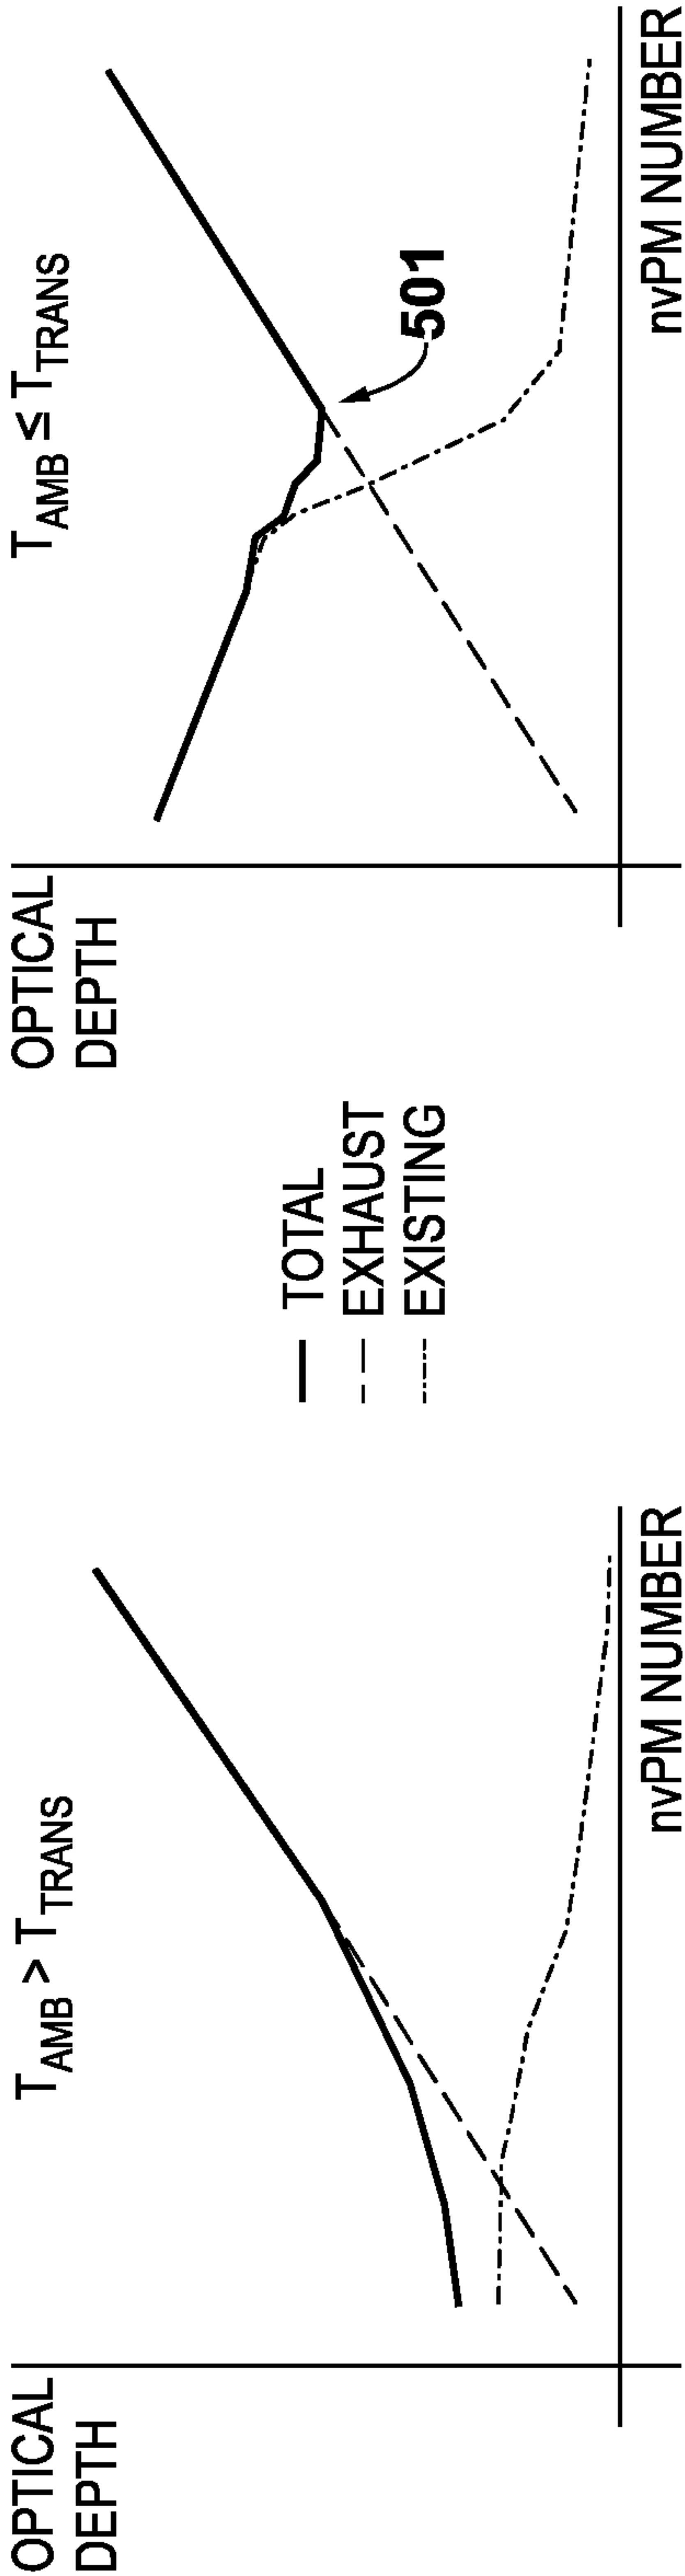 OPTICAL
DEPTH
T_AMB > T_TRANS
nvPM NUMBER
TOTAL
EXHAUST
EXISTING
OPTICAL
DEPTH
T_AMB ≤ T_TRANS
501
nvPM NUMBER